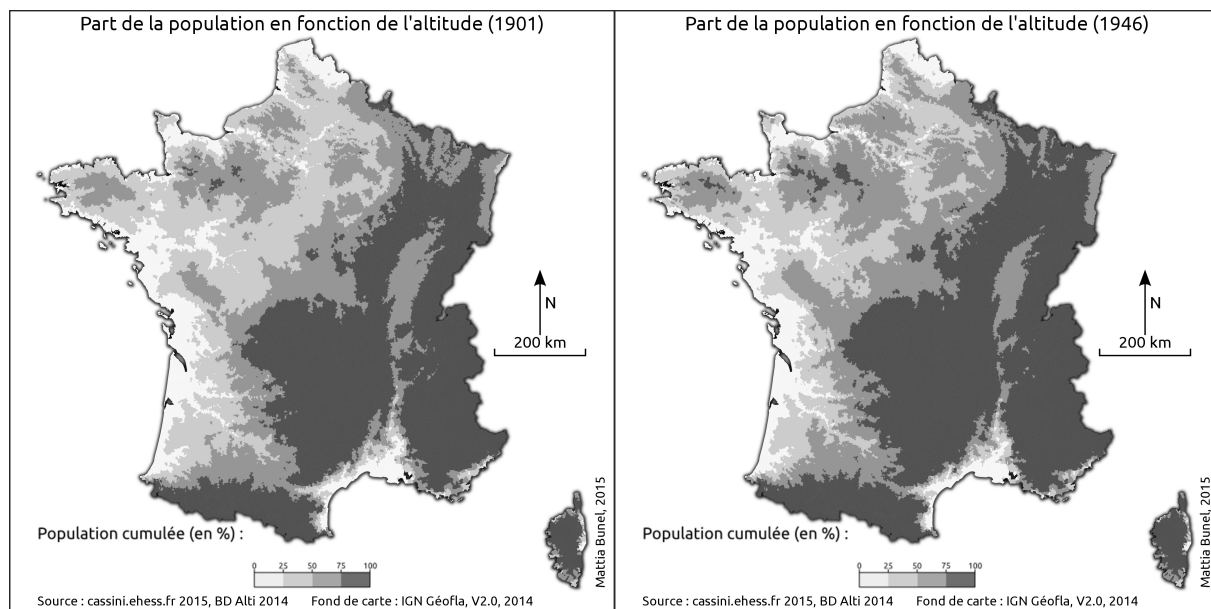 Part de la population en fonction de l'altitude (1901)
N
200 km
Population cumulée (en %) :
0 25 50 75 100
Source : cassini.ehess.fr 2015, BD Alti 2014 Fond de carte : IGN Géofla, V2.0, 2014
Mattia Bunel, 2015
Part de la population en fonction de l'altitude (1946)
N
200 km
Population cumulée (en %) :
0 25 50 75 100
Source : cassini.ehess.fr 2015, BD Alti 2014 Fond de carte : IGN Géofla, V2.0, 2014
Mattia Bunel, 2015